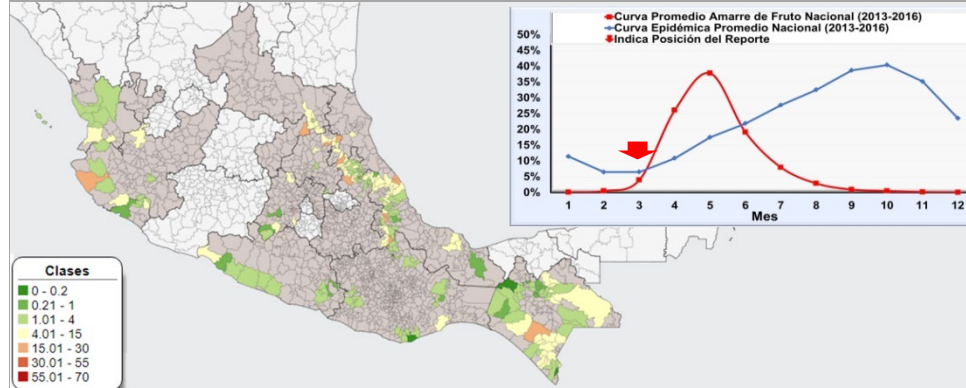 Curva Promedio Amarre de Fruto Nacional (2013-2016)
Curva Epidémica Promedio Nacional (2013-2016)
Indica Posición del Reporte
50%
45%
40%
35%
30%
25%
20%
15%
10%
5%
0%
1 2 3 4 5 6 7 8 9 10 11 12
Mes
Clases
0 - 0.2
0.21 - 1
1.01 - 4
4.01 - 15
15.01 - 30
30.01 - 55
55.01 - 70